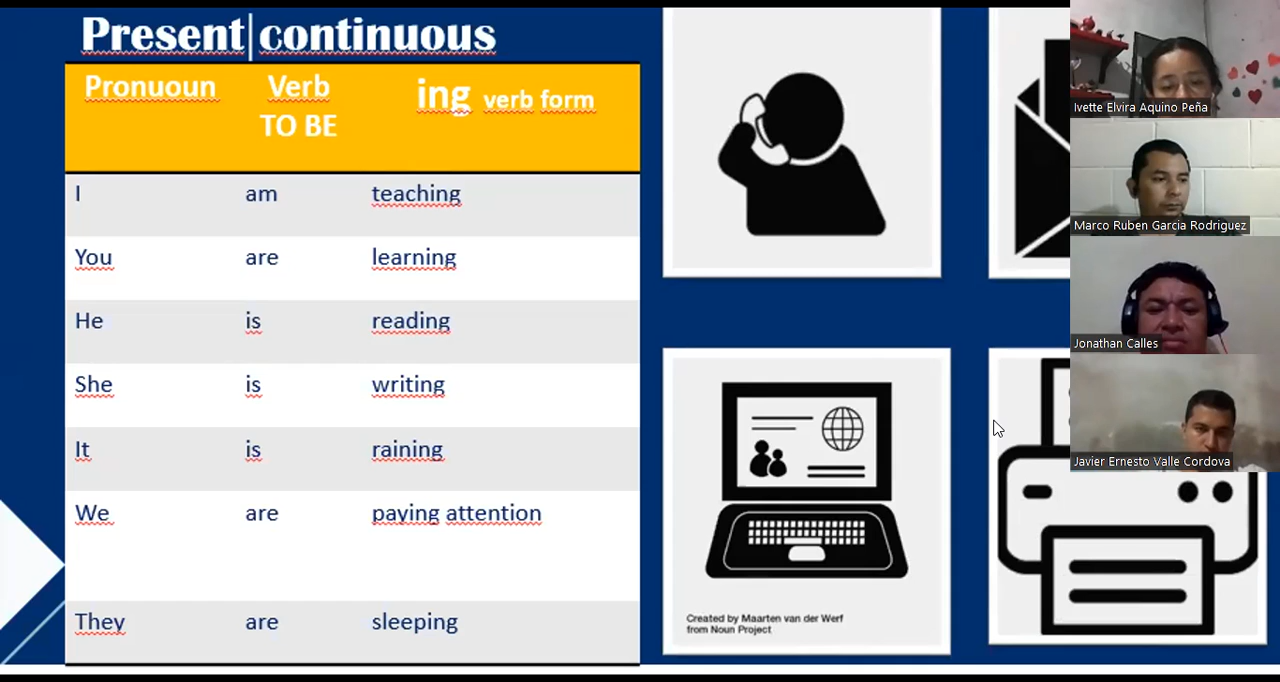 Present continuous
Pronuoun Verb TO BE ing verb form
I am teaching
You are learning
He is reading
She is writing
It is raining
We are paying attention
They are sleeping
Created by Maarten van der Werf
from Noun Project
Ivette Elvira Aquino Peña
Marco Ruben Garcia Rodriguez
Jonathan Calles
Javier Ernesto Valle Cordova